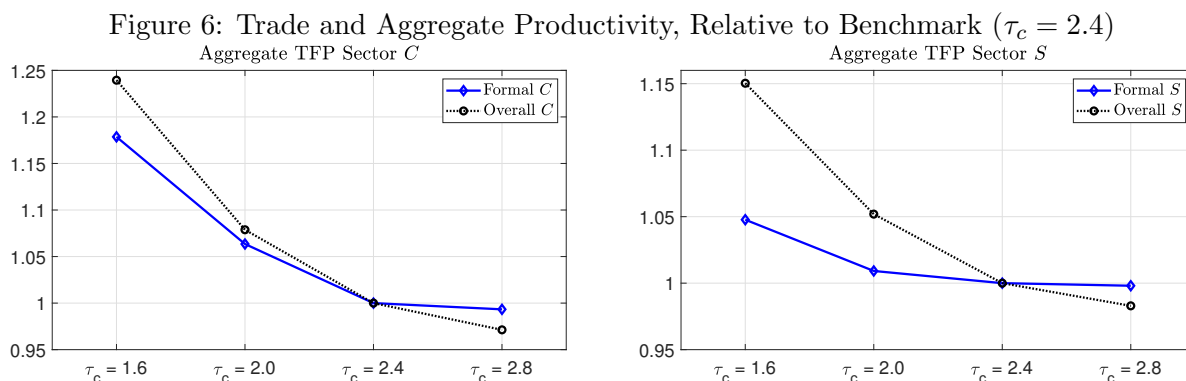 Figure 6: Trade and Aggregate Productivity, Relative to Benchmark (τc = 2.4)
Aggregate TFP Sector C
1.25
1.2
1.15
1.1
1.05
1
0.95
Formal C
Overall C
τc = 1.6
τc = 2.0
τc = 2.4
τc = 2.8
Aggregate TFP Sector S
1.15
1.1
1.05
1
0.95
Formal S
Overall S
τc = 1.6
τc = 2.0
τc = 2.4
τc = 2.8